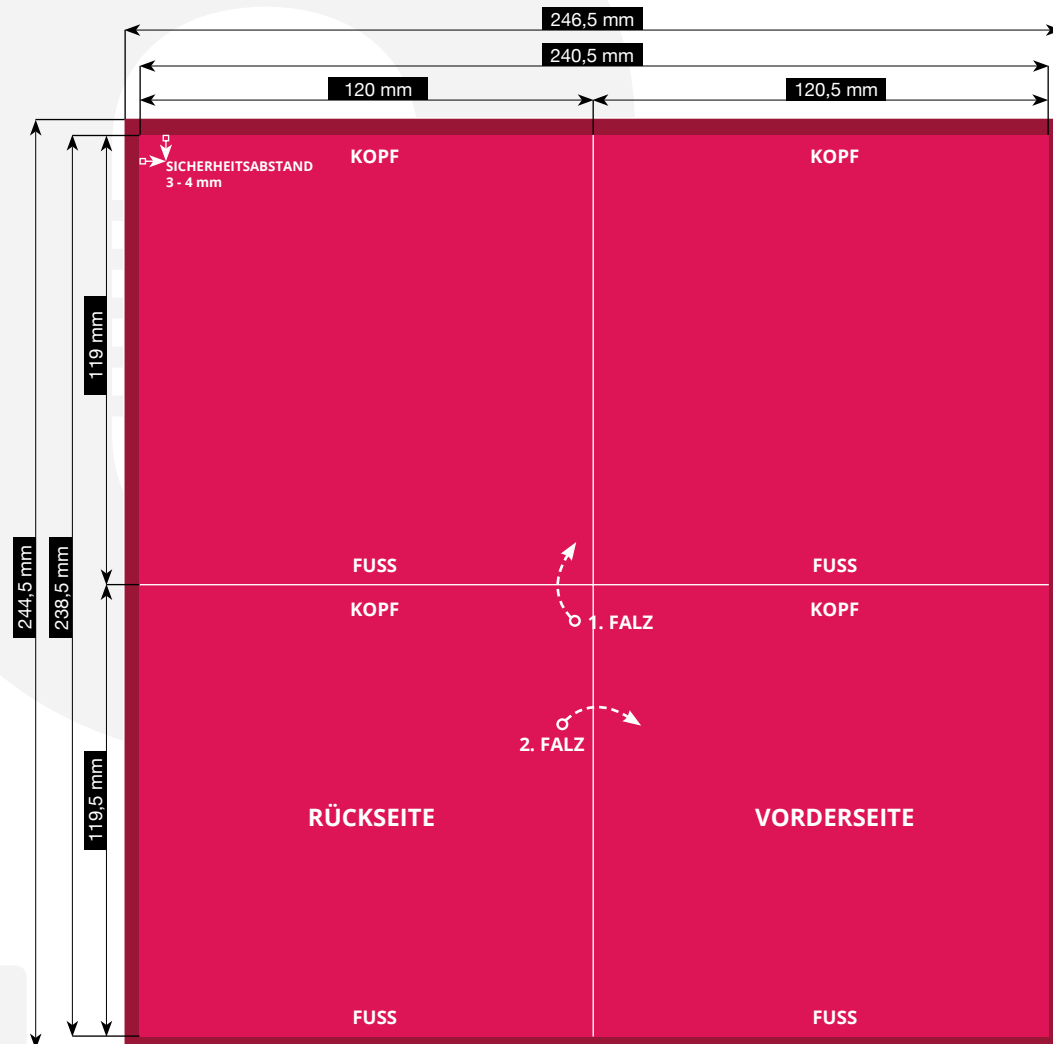 246,5 mm
240,5 mm
120 mm
120,5 mm
KOPF
KOPF
SICHERHEITSABSTAND
3 - 4 mm
119 mm
244,5 mm
238,5 mm
FUSS
FUSS
KOPF
KOPF
1. FALZ
2. FALZ
119,5 mm
RÜCKSEITE
VORDERSEITE
FUSS
FUSS